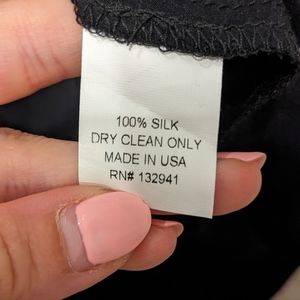 100% SILK
DRY CLEAN ONLY
MADE IN USA
RN# 132941